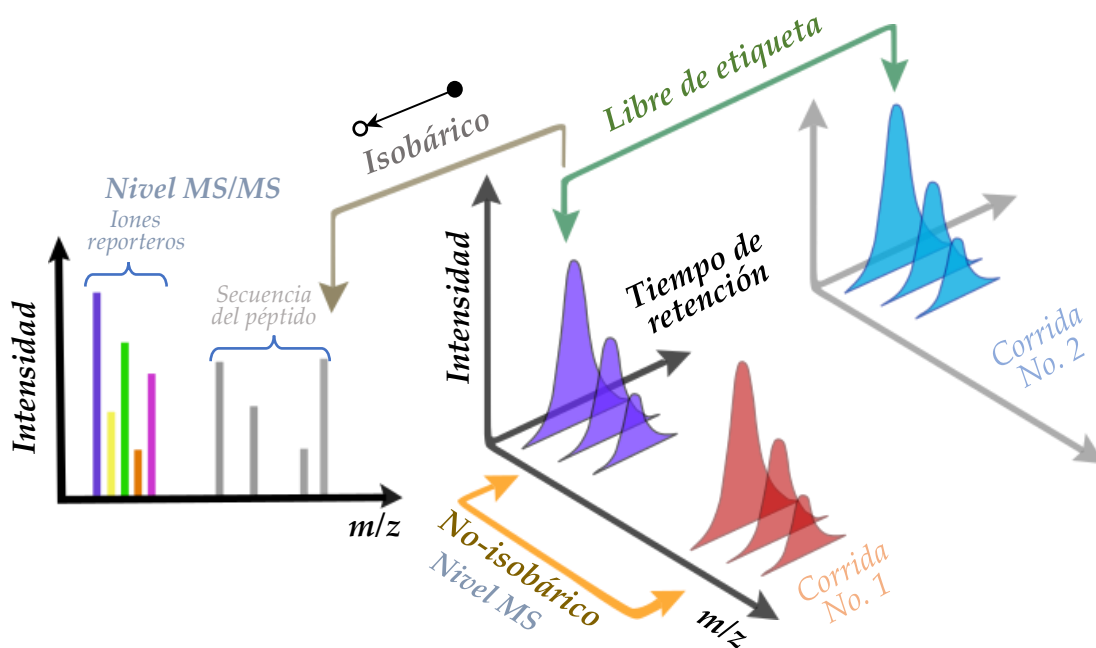 Libre de etiqueta
Isobárico
Nivel MS/MS
Iones
reporteros
Secuencia
del péptido
Intensidad
m/z
Intensidad
Tiempo de
retención
No-isobárico
Nivel MS
m/z
Corrida
No. 1
Corrida
No. 2